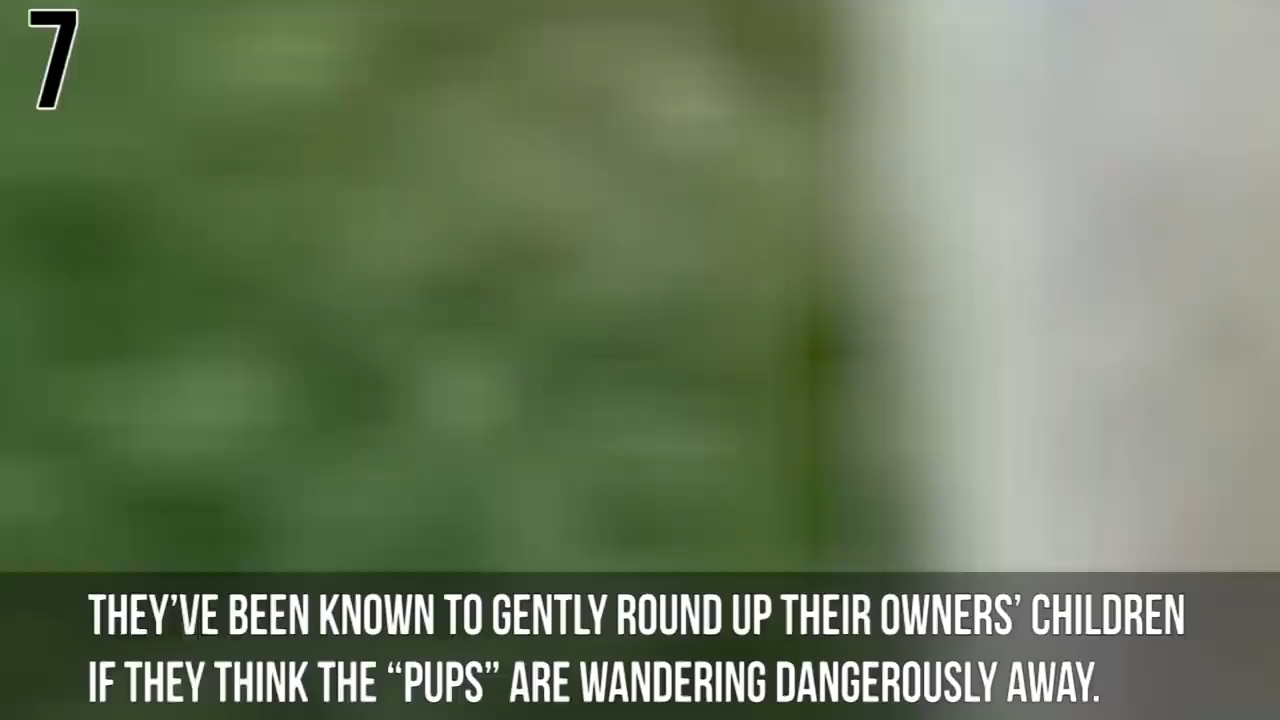 7
THEY’VE BEEN KNOWN TO GENTLY ROUND UP THEIR OWNERS’ CHILDREN
IF THEY THINK THE “PUPS” ARE WANDERING DANGEROUSLY AWAY.